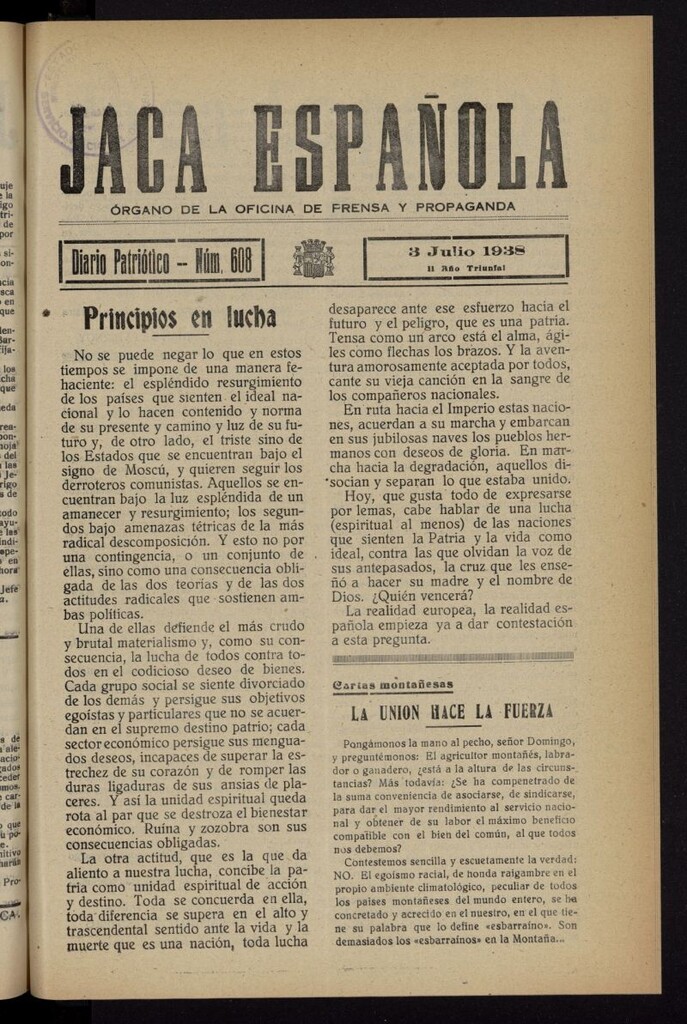 JACA ESPAÑOLA
ÓRGANO DE LA OFICINA DE PRENSA Y PROPAGANDA
Diario Patriótico -- Núm. 608
3 Julio 1938
II Año Triunfal
Principios en lucha
No se puede negar lo que en estos
tiempos se impone de una manera fe-
haciente: el espléndido resurgimiento
de los países que sienten el ideal na-
cional y lo hacen contenido y norma
de su presente y camino y luz de su fu-
turo y, de otro lado, el triste sino de
los Estados que se encuentran bajo el
signo de Moscú, y quieren seguir los
derroteros comunistas. Aquellos se en-
cuentran bajo la luz espléndida de un
amanecer y resurgimiento; los segun-
dos bajo amenazas tétricas de la más
radical descomposición. Y esto no por
una contingencia, o un conjunto de
ellas, sino como una consecuencia obli-
gada de las dos teorías y de las dos
actitudes radicales que sostienen am-
bas políticas.
Una de ellas defiende el más crudo
y brutal materialismo y, como su con-
secuencia, la lucha de todos contra to-
dos en el codicioso deseo de bienes.
Cada grupo social se siente divorciado
de los demás y persigue sus objetivos
egoístas y particulares que no se acuer-
dan en el supremo destino patrio; cada
sector económico persigue sus mengua-
dos deseos, incapaces de superar la es-
trechez de su corazón y de romper las
duras ligaduras de sus ansias de pla-
ceres. Y así la unidad espiritual queda
rota al par que se destroza el bienestar
económico. Ruina y zozobra son sus
consecuencias obligadas.
La otra actitud, que es la que da
aliento a nuestra lucha, concibe la pa-
tria como unidad espiritual de acción
y destino. Toda se concuerda en ella,
toda diferencia se supera en el alto y
trascendental sentido ante la vida y la
muerte que es una nación, toda lucha
desaparece ante ese esfuerzo hacia el
futuro y el peligro, que es una patria.
Tensa como un arco está el alma, ági-
les como flechas los brazos. Y la aven-
tura amorosamente aceptada por todos,
cante su vieja canción en la sangre de
los compañeros nacionales.
En ruta hacia el Imperio estas nacio-
nes, acuerdan a su marcha y embarcan
en sus jubilosas naves los pueblos her-
manos con deseos de gloria. En mar-
cha hacia la degradación, aquellos di-
socian y separan lo que estaba unido.
Hoy, que gusta todo de expresarse
por lemas, cabe hablar de una lucha
(espiritual al menos) de las naciones
que sienten la Patria y la vida como
ideal, contra las que olvidan la voz de
sus antepasados, la cruz que les ense-
ñó a hacer su madre y el nombre de
Dios. ¿Quién vencerá?
La realidad europea, la realidad es-
pañola empieza ya a dar contestación
a esta pregunta.
Cartas montañesas
LA UNION HACE LA FUERZA
Pongámonos la mano al pecho, señor Domingo,
y preguntémonos: El agricultor montañés, labra-
dor o ganadero, ¿está a la altura de las circuns-
tancias? Más todavía: ¿Se ha compenetrado de
la suma conveniencia de asociarse, de sindicarse,
para dar el mayor rendimiento al servicio nacio-
nal y obtener de su labor el máximo beneficio
compatible con el bien del común, al que todos
nos debemos?
Contestemos sencilla y escuetamente la verdad:
NO. El egoísmo racial, de honda raigambre en el
propio ambiente climatológico, peculiar de todos
los países montañeses del mundo entero, se ha
concretado y acrecido en el nuestro, en el que tie-
ne su palabra que lo define «esbarraíno». Son
demasiados los «esbarraínos» en la Montaña...